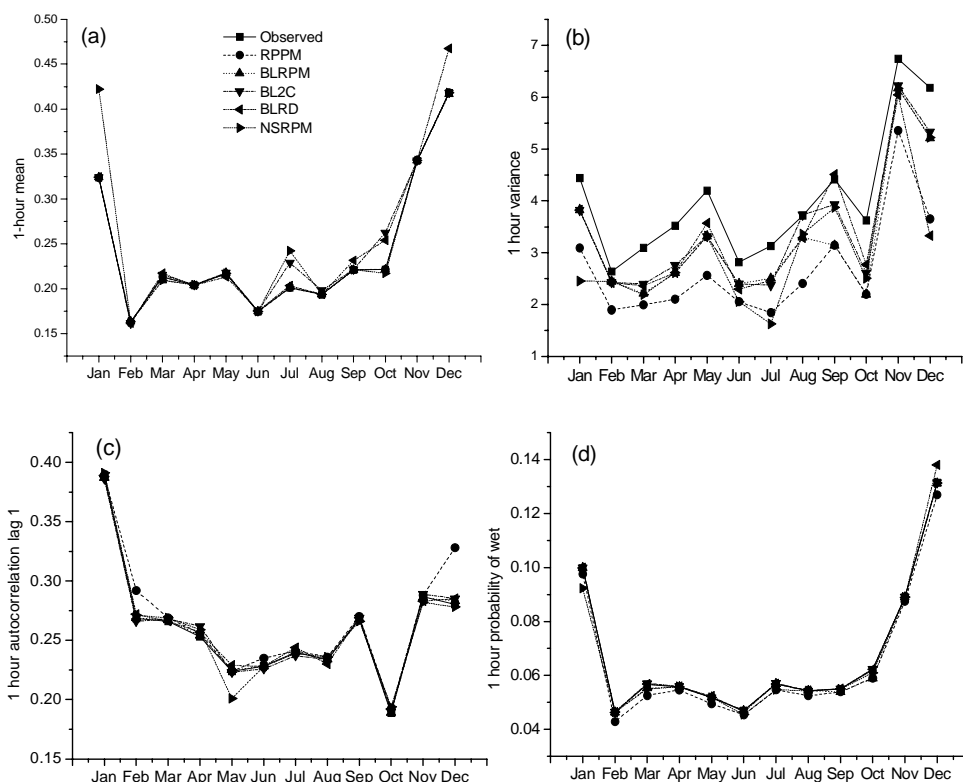 (a)
0.50
0.45
0.40
0.35
0.30
0.25
0.20
0.15
1-hour mean
Observed
RPPM
BLRPM
BL2C
BLRD
NSRPM
Jan Feb Mar Apr May Jun Jul Aug Sep Oct Nov Dec
(b)
7
6
5
4
3
2
1
1 hour variance
Jan Feb Mar Apr May Jun Jul Aug Sep Oct Nov Dec
(c)
0.40
0.35
0.30
0.25
0.20
0.15
1 hour autocorrelation lag 1
Jan Feb Mar Apr May Jun Jul Aug Sep Oct Nov Dec
(d)
0.14
0.12
0.10
0.08
0.06
0.04
1 hour probability of wet
Jan Feb Mar Apr May Jun Jul Aug Sep Oct Nov Dec